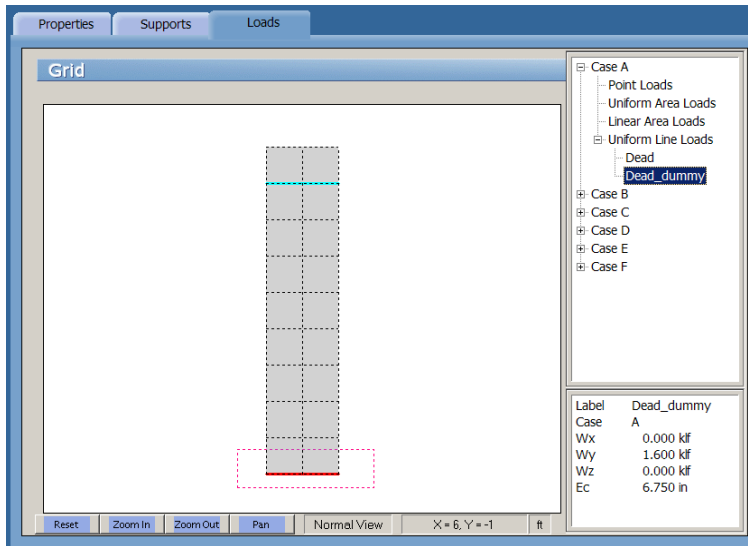 Properties Supports Loads
Grid
Case A
Point Loads
Uniform Area Loads
Linear Area Loads
Uniform Line Loads
Dead
Dead_dummy
Case B
Case C
Case D
Case E
Case F
Label Dead_dummy
Case A
Wx 0.000 klf
Wy 1.600 klf
Wz 0.000 klf
Ec 6.750 in
Reset Zoom In Zoom Out Pan Normal View X = 6, Y = -1 ft